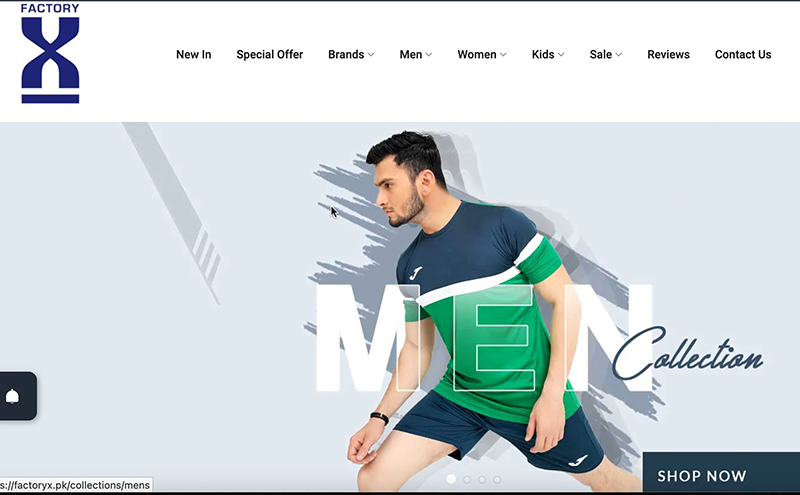 FACTORY
X
New In Special Offer Brands Men Women Kids Sale Reviews Contact Us
MEN
Collection
SHOP NOW
s://factoryx.pk/collections/mens